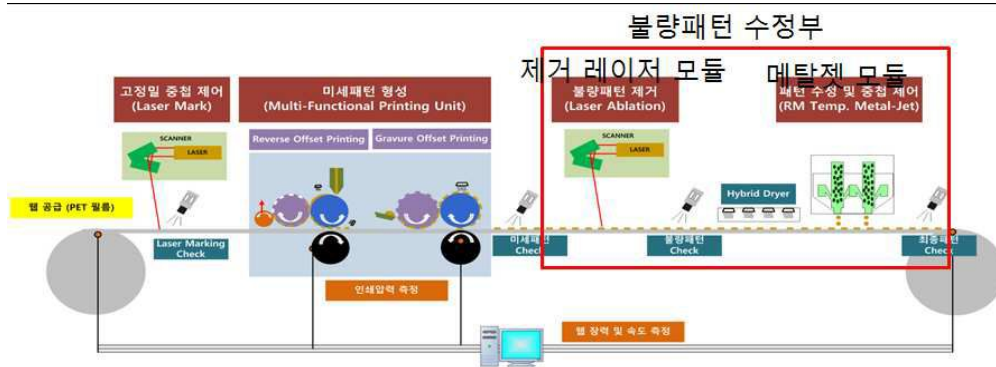 불량패턴 수정부
제거 레이저 모듈
메탈젯 모듈
고정밀 중첩 제어
(Laser Mark)
미세패턴 형성
(Multi-Functional Printing Unit)
불량패턴 제거
(Laser Ablation)
패턴 수정 및 중첩 제어
(RM Temp. Metal-Jet)
SCANNER
LASER
Reverse Offset Printing
Gravure Offset Printing
SCANNER
LASER
Hybrid Dryer
웹 공급 (PET 필름)
Laser Marking
Check
미세패턴
Check
불량패턴
Check
최종패턴
Check
인쇄압력 측정
웹 장력 및 속도 측정